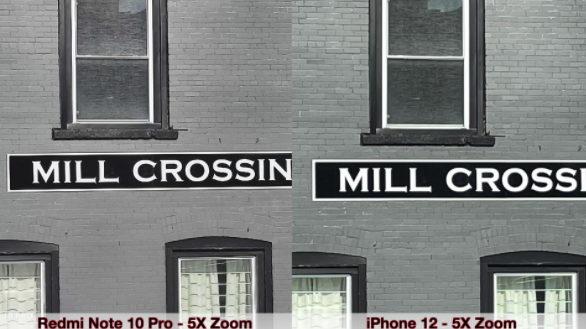 MILL CROSSIN
MILL CROSSI
Redmi Note 10 Pro - 5X Zoom
iPhone 12 - 5X Zoom